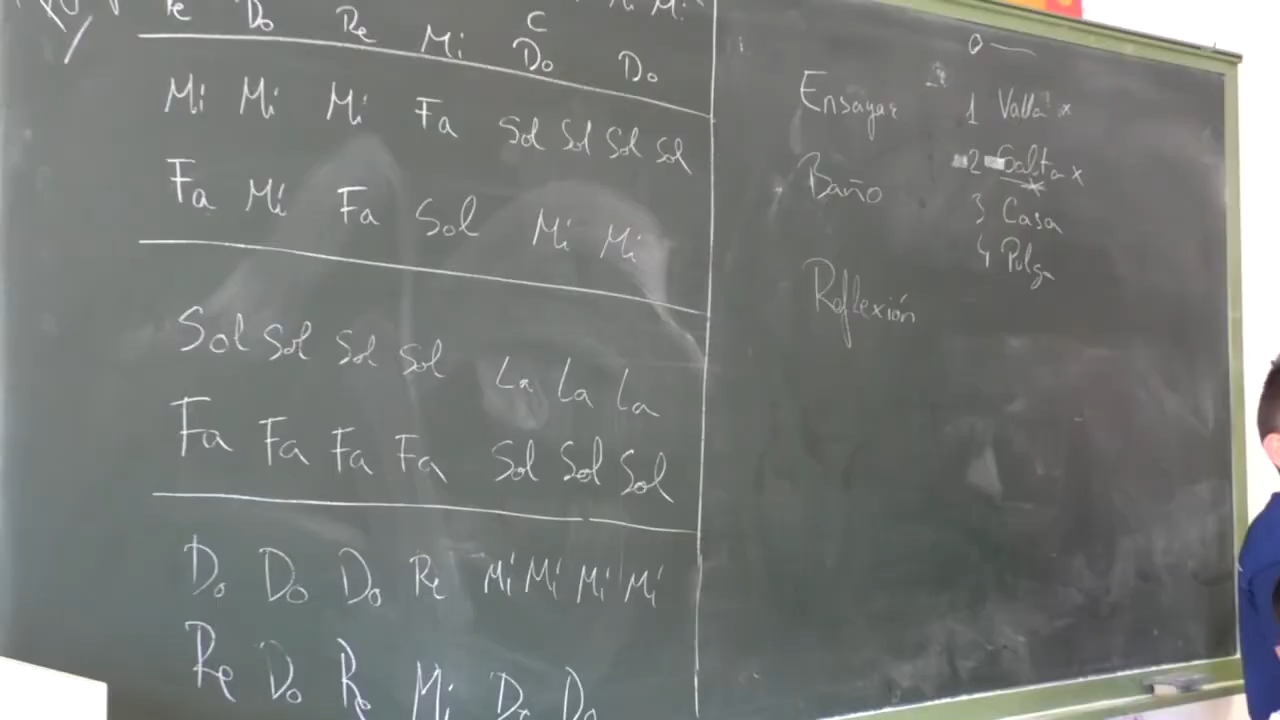 Mi Mi
Re Do Re Mi Do Do
C
Mi Mi Mi Fa Sol Sol Sol Sol
Fa Mi Fa Sol Mi Mi
Sol Sol Sol Sol La La La
Fa Fa Fa Fa Sol Sol Sol
Do Do Do Re Mi Mi Mi Mi
Re Do Re Mi Do Do
Ensayar
Baño
Reflexión
1 Valla x
2 Salta x
3 Casa
4 Pulga